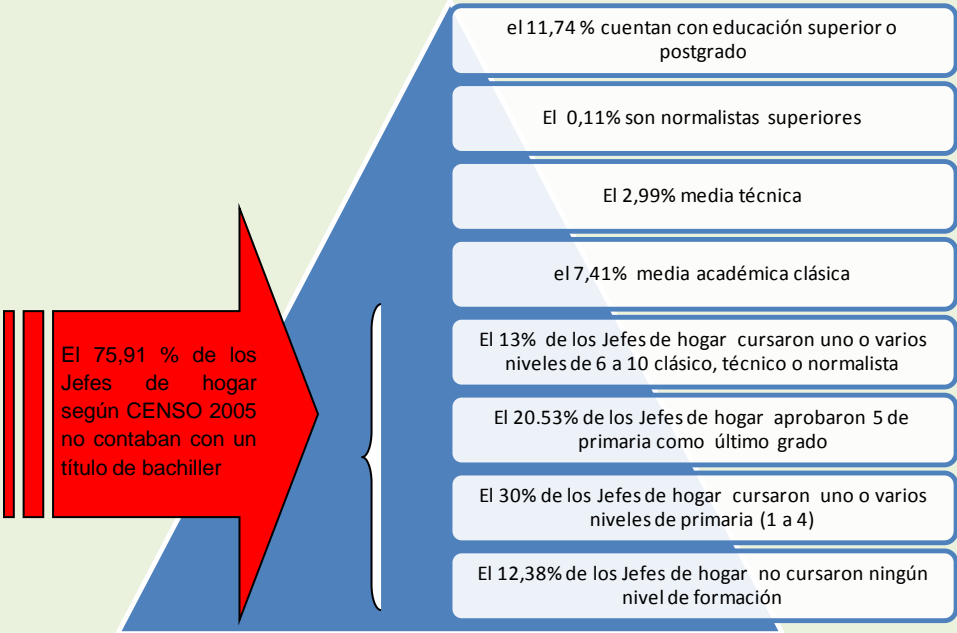 el 11,74 % cuentan con educación superior o
postgrado
El 0,11% son normalistas superiores
El 2,99% media técnica
el 7,41% media académica clásica
El 13% de los Jefes de hogar cursaron uno o varios
niveles de 6 a 10 clásico, técnico o normalista
El 20.53% de los Jefes de hogar aprobaron 5 de
primaria como último grado
El 30% de los Jefes de hogar cursaron uno o varios
niveles de primaria (1 a 4)
El 12,38% de los Jefes de hogar no cursaron ningún
nivel de formación
El 75,91 % de los
Jefes de hogar
según CENSO 2005
no contaban con un
título de bachiller